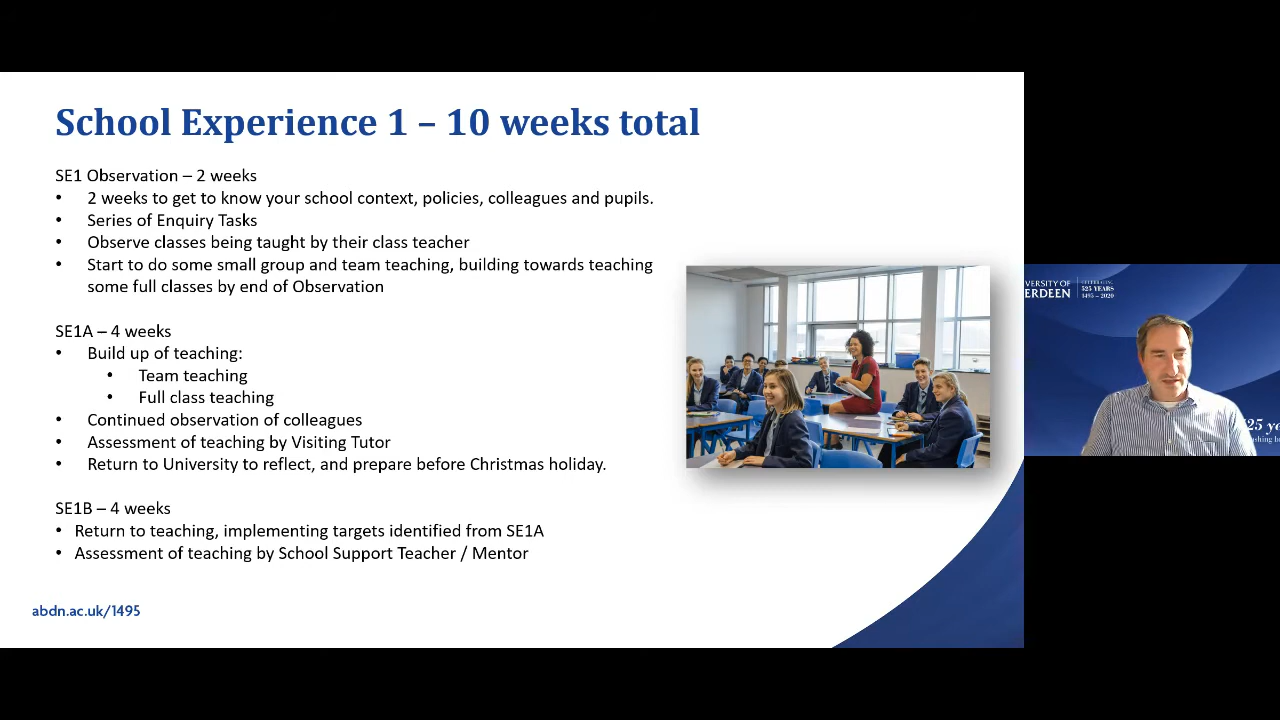 School Experience 1 – 10 weeks total
SE1 Observation – 2 weeks
• 2 weeks to get to know your school context, policies, colleagues and pupils.
• Series of Enquiry Tasks
• Observe classes being taught by their class teacher
• Start to do some small group and team teaching, building towards teaching
some full classes by end of Observation
SE1A – 4 weeks
• Build up of teaching:
• Team teaching
• Full class teaching
• Continued observation of colleagues
• Assessment of teaching by Visiting Tutor
• Return to University to reflect, and prepare before Christmas holiday.
SE1B – 4 weeks
• Return to teaching, implementing targets identified from SE1A
• Assessment of teaching by School Support Teacher / Mentor
abdn.ac.uk/1495
VERSITY OF
ERDEEN
CELEBRATING
525 YEARS
1495 – 2020
25 ye